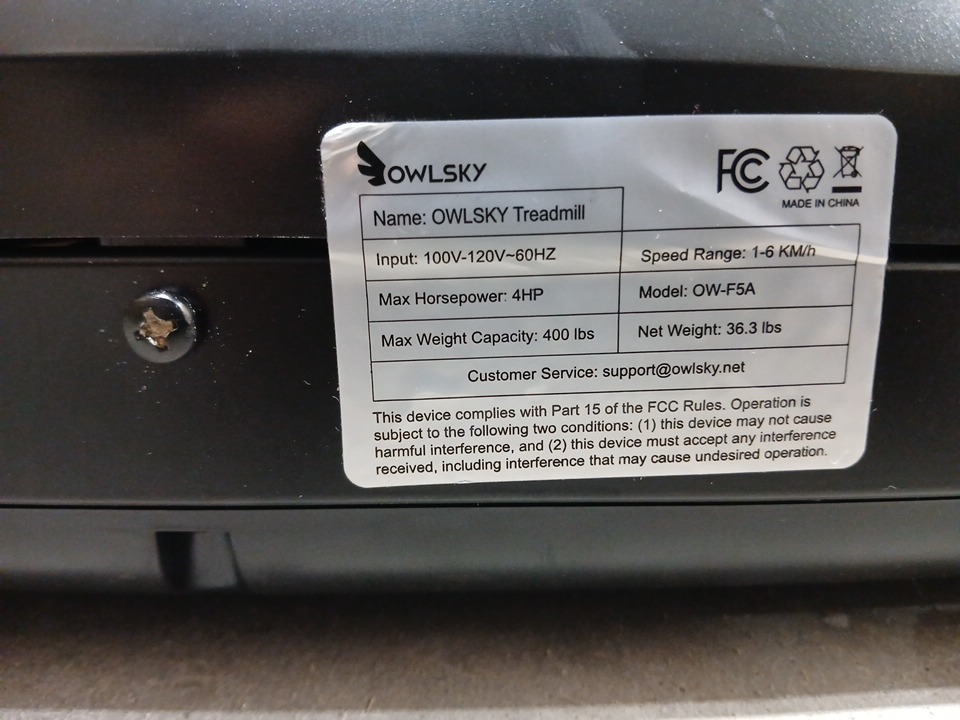 OWLSKY
FC
MADE IN CHINA
Name: OWLSKY Treadmill
Input: 100V-120V~60HZ
Speed Range: 1-6 KM/h
Max Horsepower: 4HP
Model: OW-F5A
Max Weight Capacity: 400 lbs
Net Weight: 36.3 lbs
Customer Service: support@owlsky.net
This device complies with Part 15 of the FCC Rules. Operation is
subject to the following two conditions: (1) this device may not cause
harmful interference, and (2) this device must accept any interference
received, including interference that may cause undesired operation.